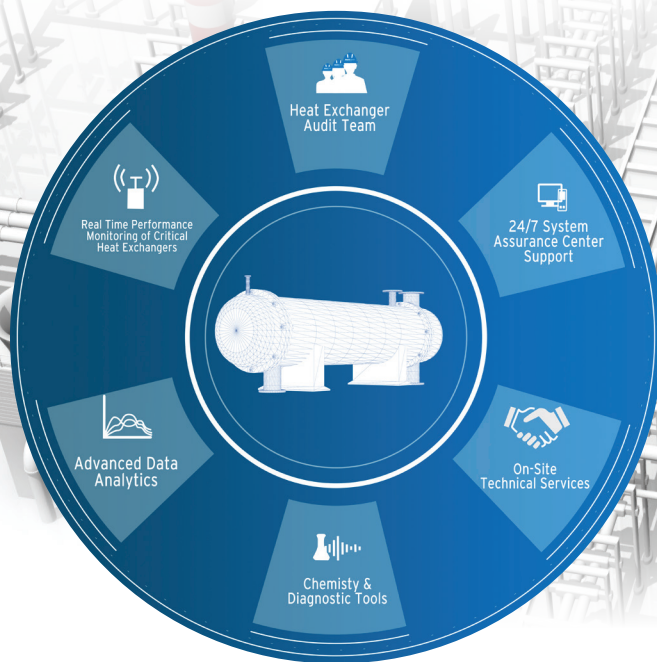 Heat Exchanger
Audit Team
24/7 System
Assurance Center
Support
On-Site
Technical Services
Chemisty &
Diagnostic Tools
Advanced Data
Analytics
Real Time Performance
Monitoring of Critical
Heat Exchangers